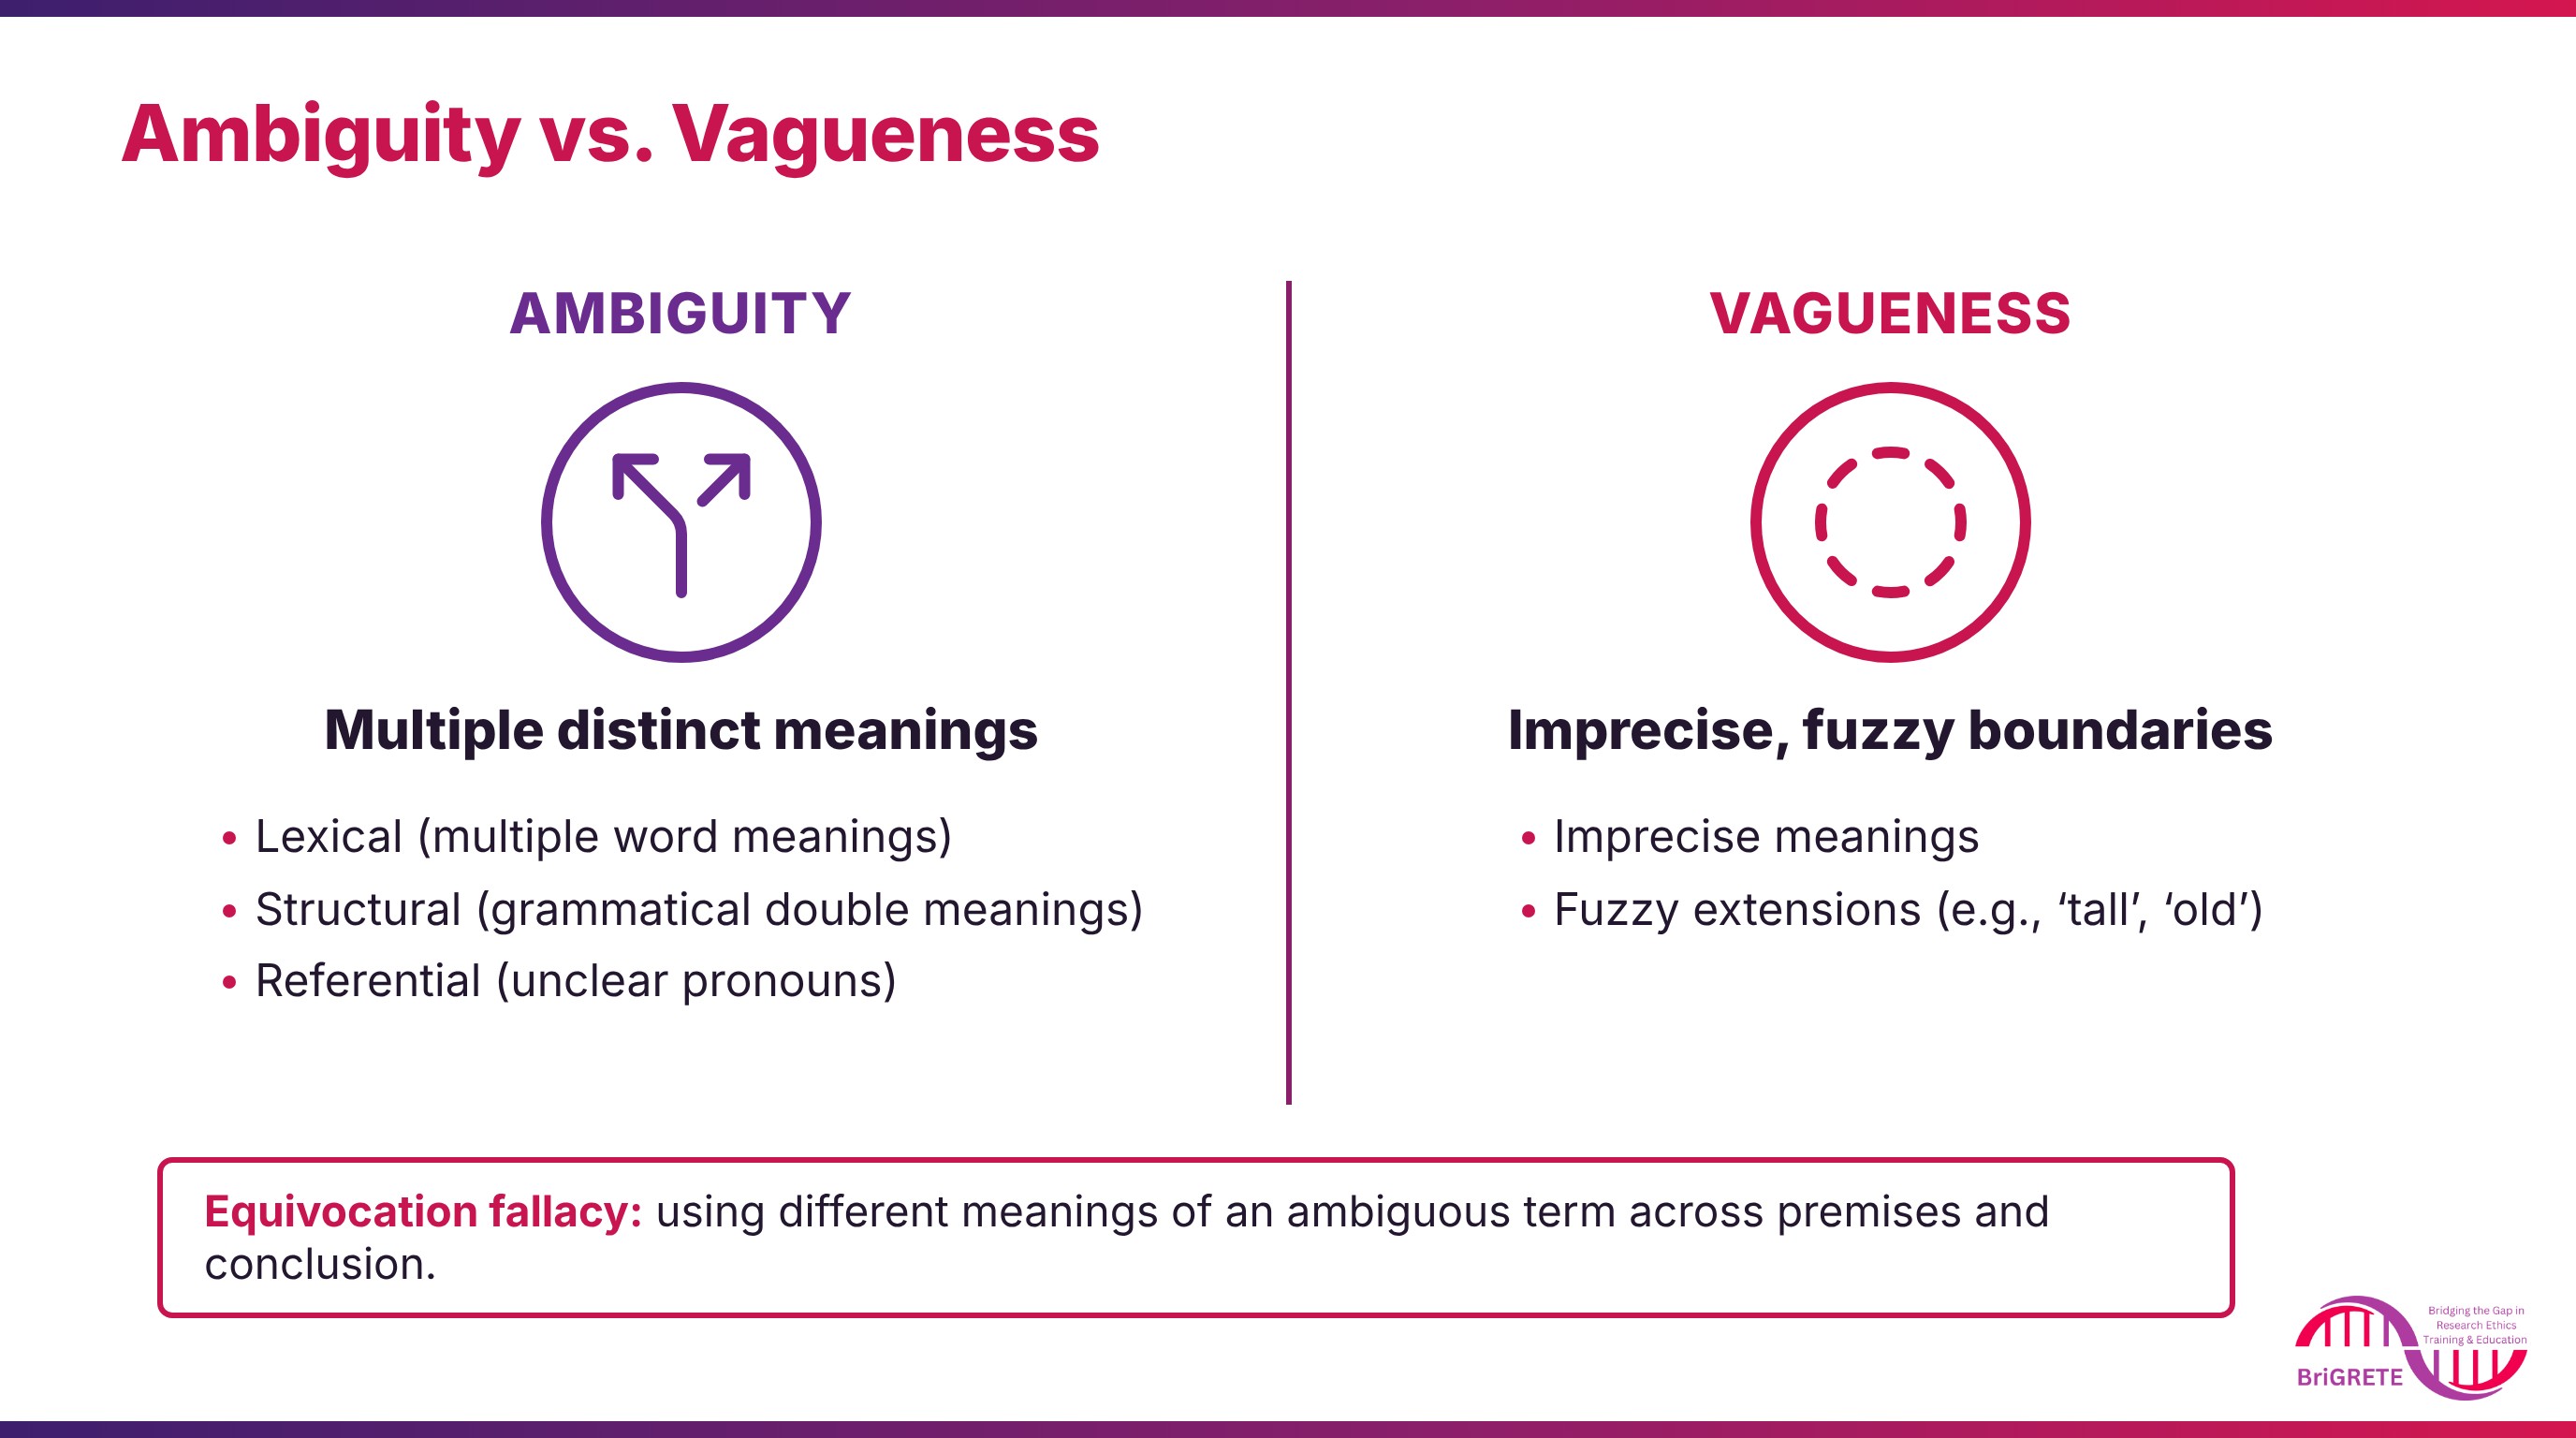 Ambiguity vs. Vagueness
AMBIGUITY
Multiple distinct meanings
• Lexical (multiple word meanings)
• Structural (grammatical double meanings)
• Referential (unclear pronouns)
VAGUENESS
Imprecise, fuzzy boundaries
• Imprecise meanings
• Fuzzy extensions (e.g., ‘tall’, ‘old’)
Equivocation fallacy: using different meanings of an ambiguous term across premises and
conclusion.
Bridging the Gap in
Research Ethics
Training & Education
BriGRETE